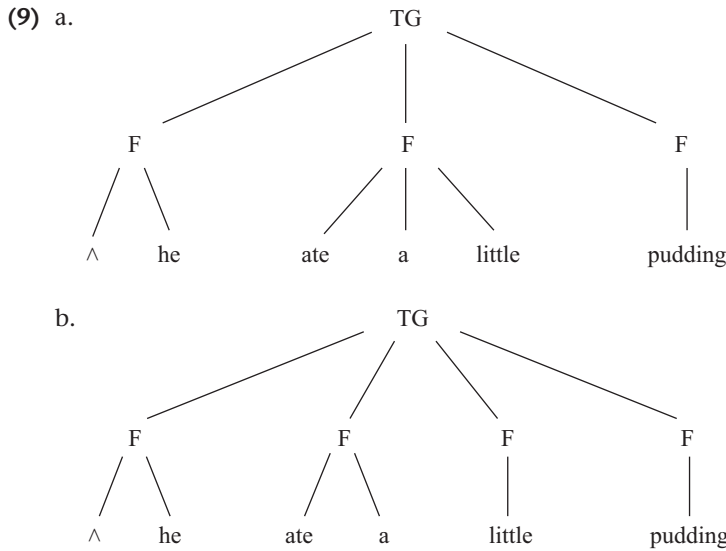 (9) a. TG
F F F
^ he ate a little pudding
b. TG
F F F F
^ he ate a little pudding